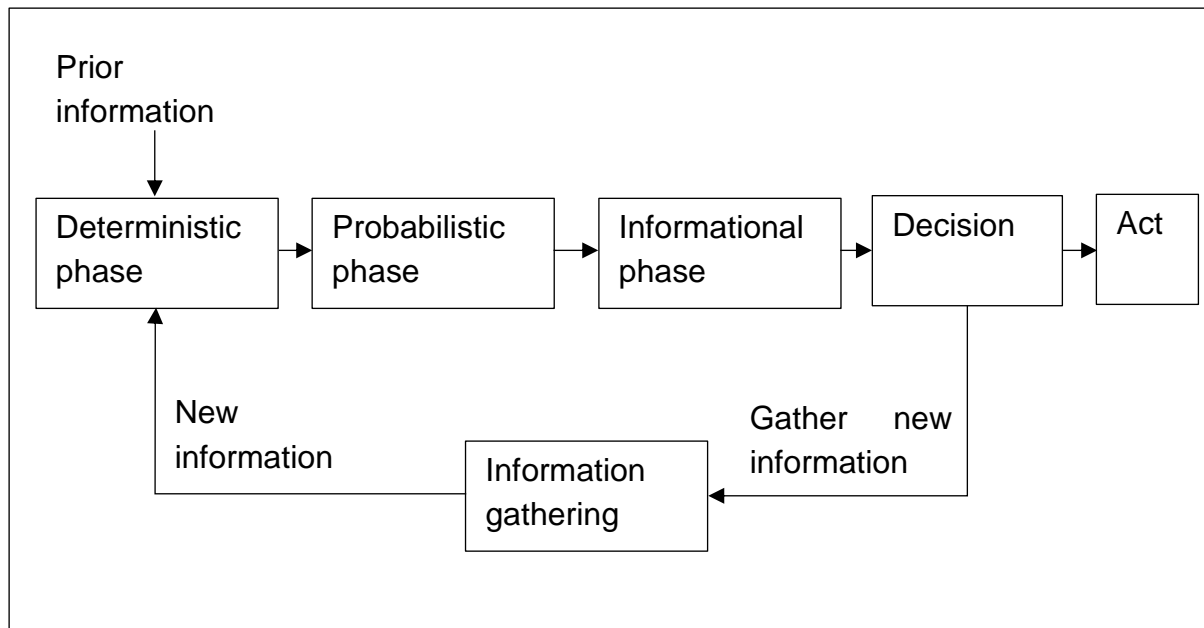 Prior
information
Deterministic
phase
Probabilistic
phase
Informational
phase
Decision
Act
New
information
Gather new
information
Information
gathering